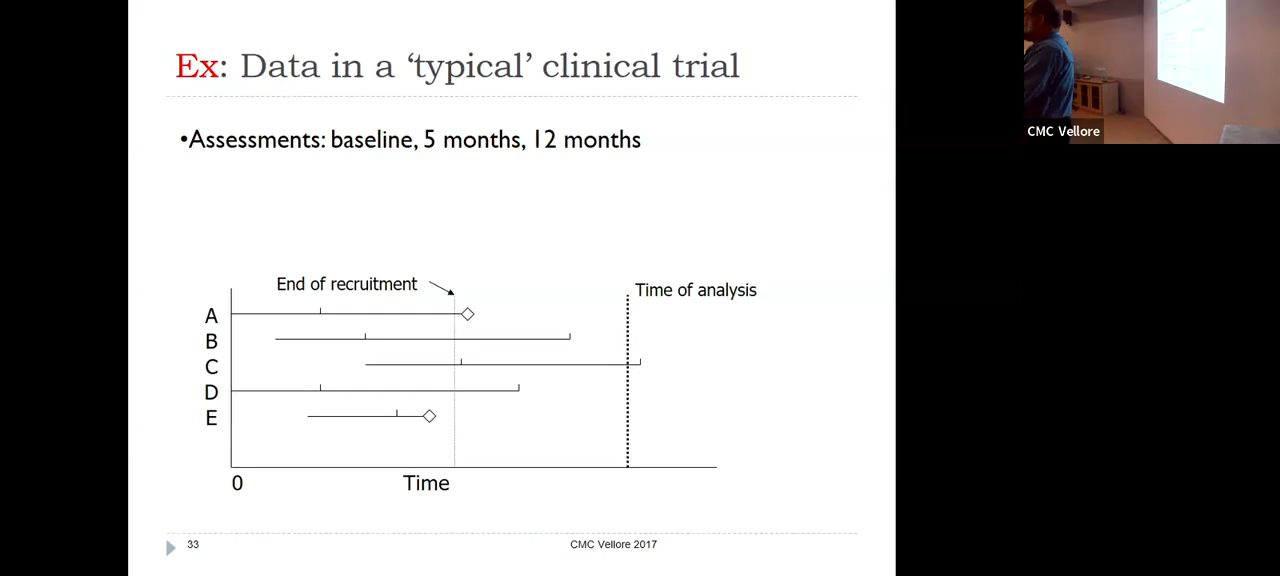 Ex: Data in a ‘typical’ clinical trial
•Assessments: baseline, 5 months, 12 months
End of recruitment
Time of analysis
A
B
C
D
E
0
Time
33
CMC Vellore 2017
CMC Vellore